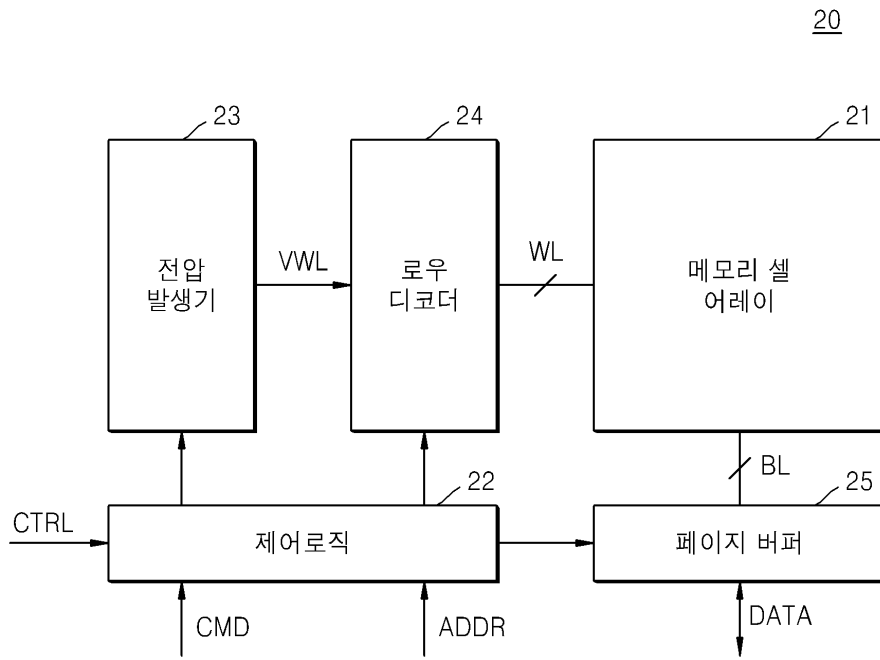 20
23
24
21
전압
발생기
VWL
로우
디코더
WL
메모리 셀
어레이
BL
22
25
CTRL
제어로직
페이지 버퍼
CMD
ADDR
DATA